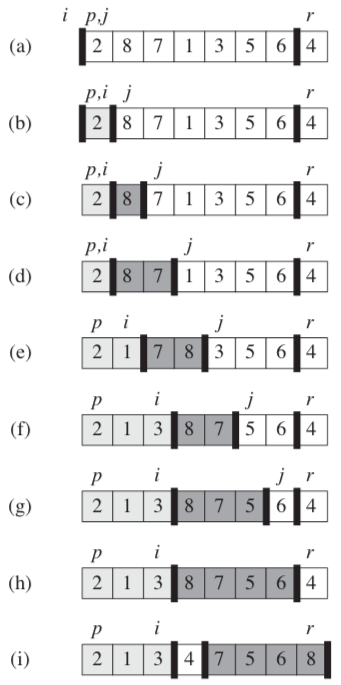 i p,j r
(a) 2 8 7 1 3 5 6 4
p,i j r
(b) 2 8 7 1 3 5 6 4
p,i j r
(c) 2 8 7 1 3 5 6 4
p,i j r
(d) 2 8 7 1 3 5 6 4
p i j r
(e) 2 1 7 8 3 5 6 4
p i j r
(f) 2 1 3 8 7 5 6 4
p i j r
(g) 2 1 3 8 7 5 6 4
p i r
(h) 2 1 3 8 7 5 6 4
p i r
(i) 2 1 3 4 7 5 6 8